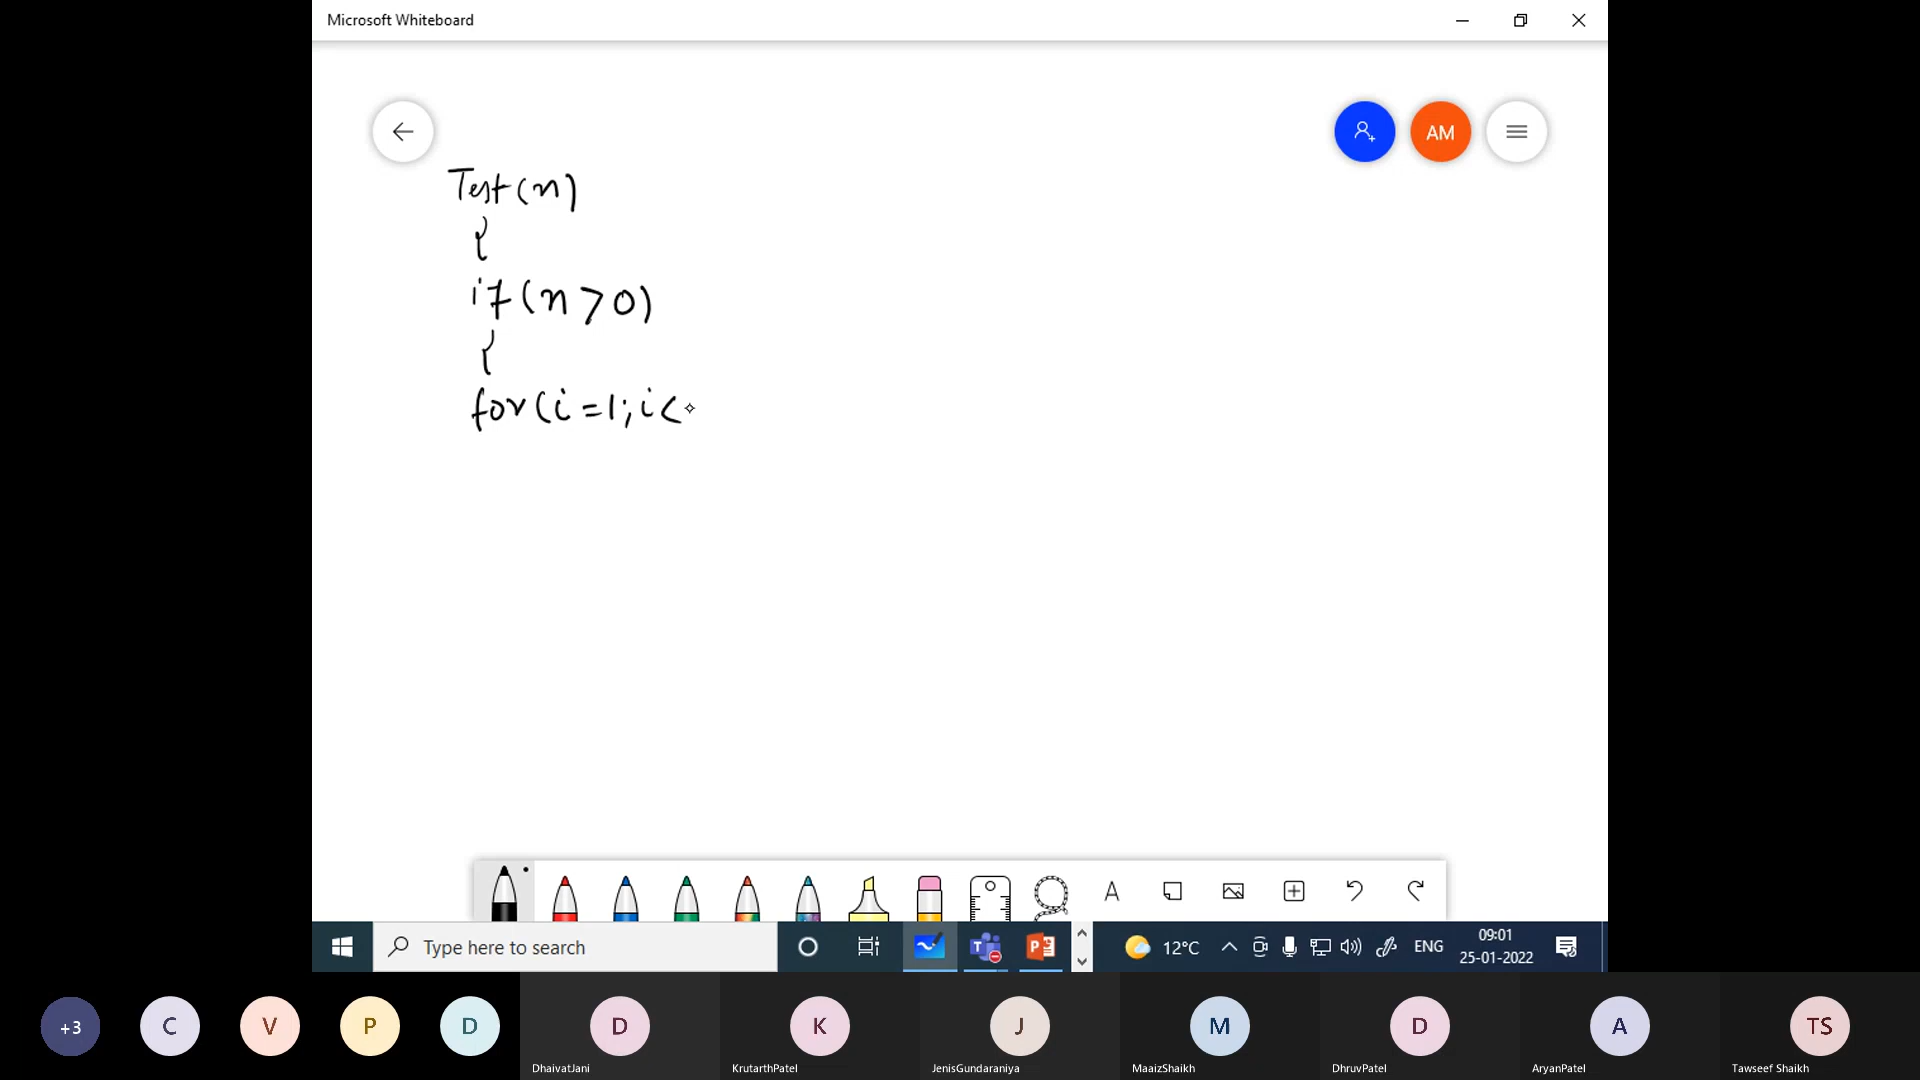 Microsoft Whiteboard
AM
Test(n)
{
if(n>0)
{
for(i=1;i<
A
Type here to search
12°C
ENG
09:01
25-01-2022
+3
C
V
P
D
D
K
J
M
D
A
TS
DhaivatJani
KrutarthPatel
JenisGundaraniya
MaaizShaikh
DhruvPatel
AryanPatel
Tawseef Shaikh